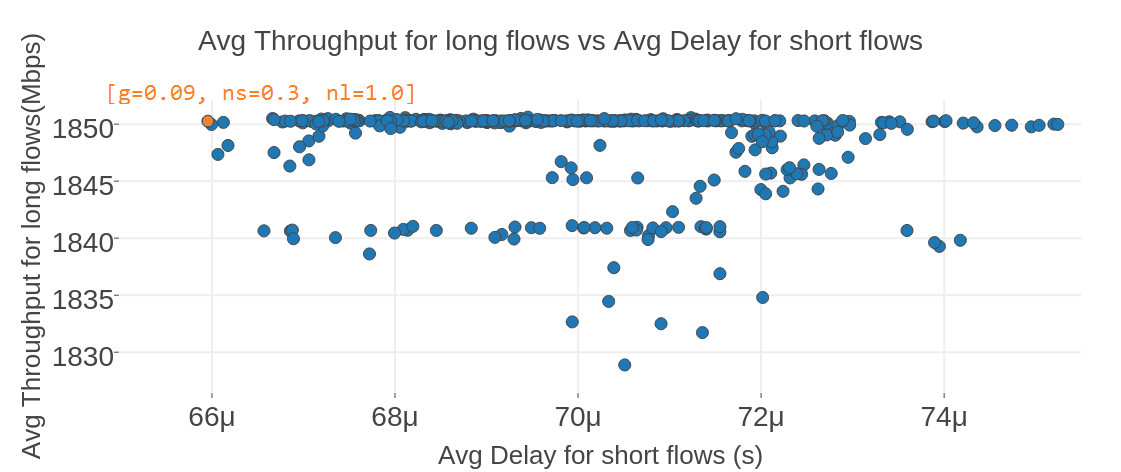 Avg Throughput for long flows vs Avg Delay for short flows
[g=0.09, ns=0.3, nl=1.0]
Avg Throughput for long flows(Mbps)
1850
1845
1840
1835
1830
66μ 68μ 70μ 72μ 74μ
Avg Delay for short flows (s)